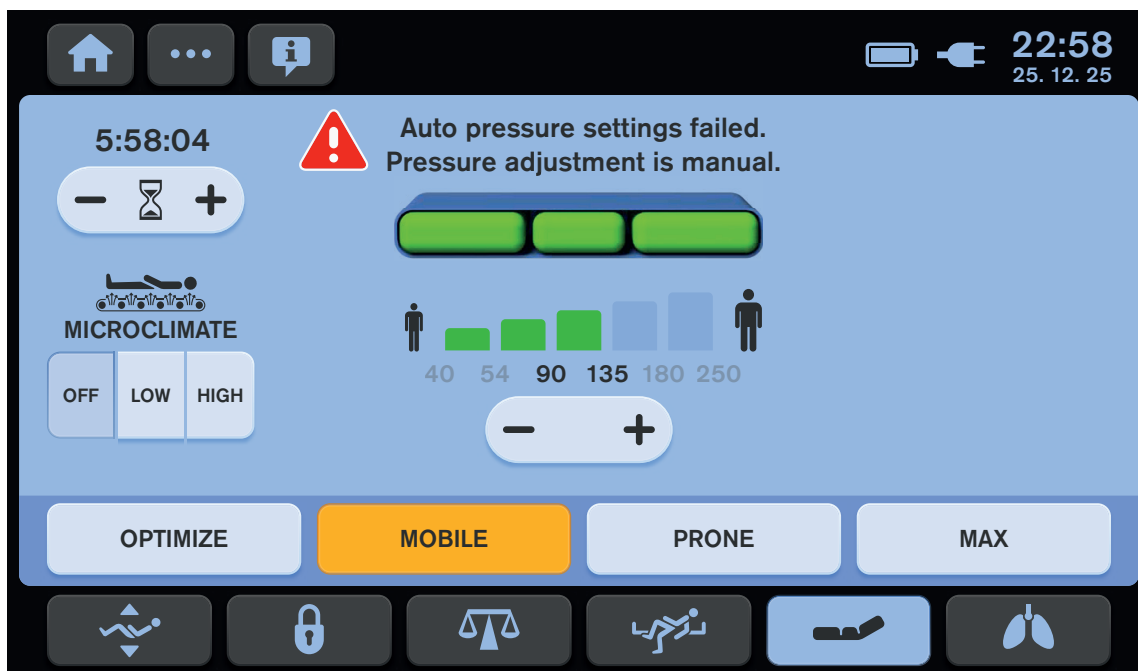 22:58
25. 12. 25
5:58:04
Auto pressure settings failed.
Pressure adjustment is manual.
MICROCLIMATE
OFF LOW HIGH
40 54 90 135 180 250
OPTIMIZE MOBILE PRONE MAX